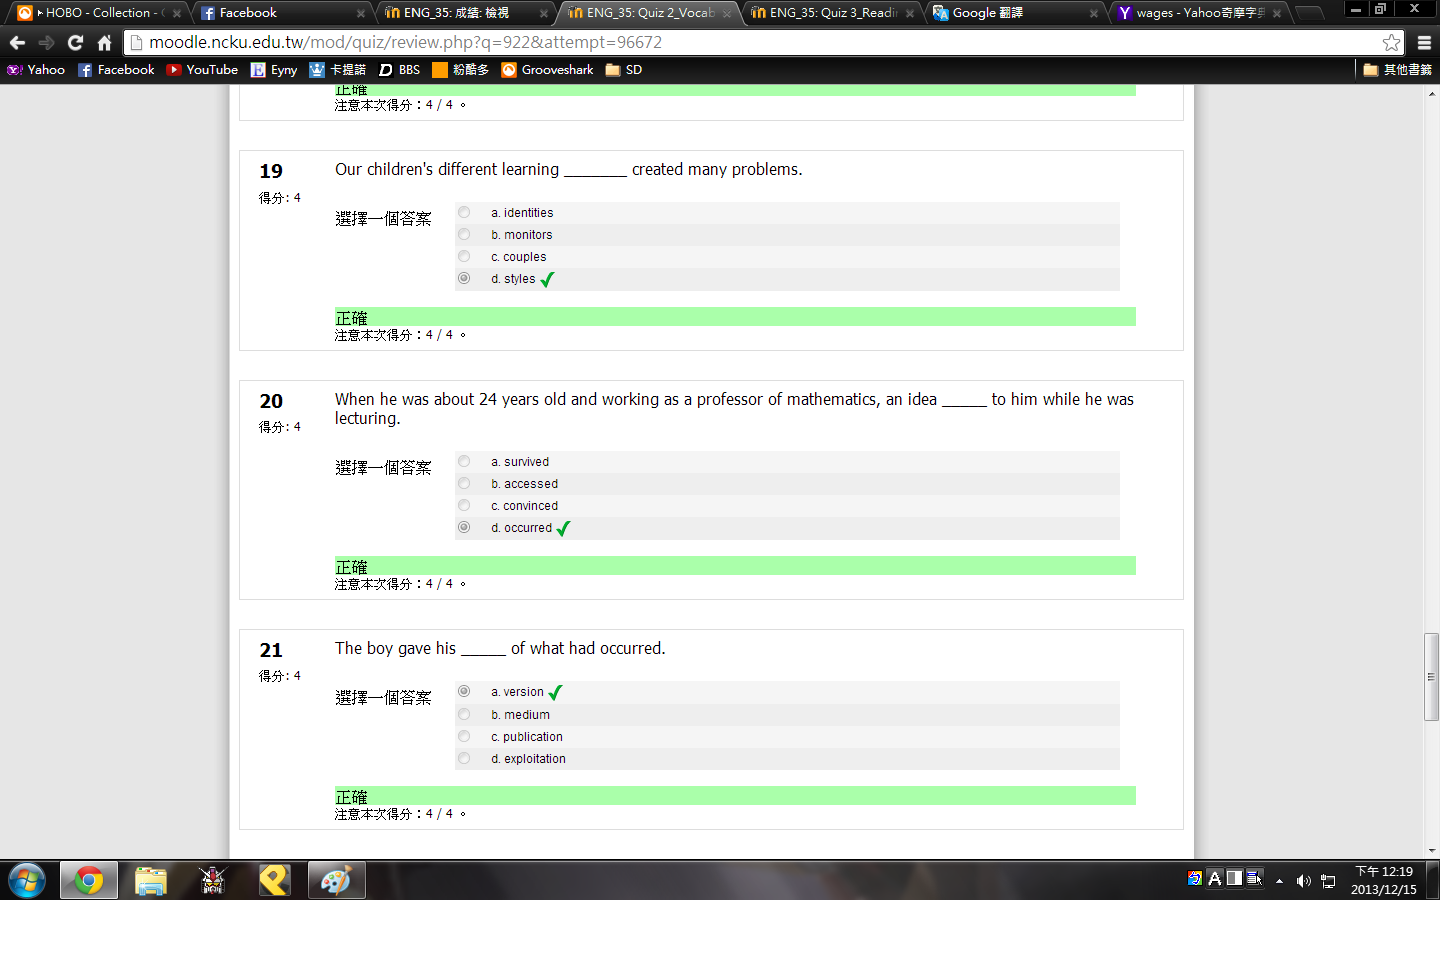 HOBO - Collection - 
Facebook
ENG_35: 成績: 檢視
ENG_35: Quiz 2_Vocab
ENG_35: Quiz 3_Readi
Google 翻譯
wages - Yahoo奇摩字典
moodle.ncku.edu.tw/mod/quiz/review.php?q=922&attempt=96672
Yahoo
Facebook
YouTube
Eyny
卡提諾
BBS
粉酷多
Grooveshark
SD
其他書籤
正確
注意本次得分：4 / 4 。
19
得分: 4
Our children's different learning _______ created many problems.
選擇一個答案
a. identities
b. monitors
c. couples
d. styles
正確
注意本次得分：4 / 4 。
20
得分: 4
When he was about 24 years old and working as a professor of mathematics, an idea _____ to him while he was
lecturing.
選擇一個答案
a. survived
b. accessed
c. convinced
d. occurred
正確
注意本次得分：4 / 4 。
21
得分: 4
The boy gave his _____ of what had occurred.
選擇一個答案
a. version
b. medium
c. publication
d. exploitation
正確
注意本次得分：4 / 4 。
下午 12:19
2013/12/15